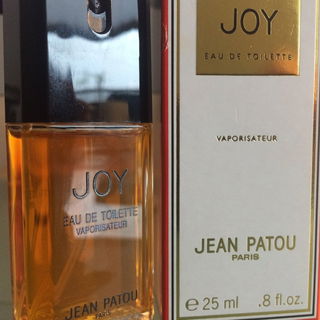 JOY
EAU DE TOILETTE
VAPORISATEUR
JEAN PATOU
PARIS
JOY
EAU DE TOILETTE
VAPORISATEUR
JEAN PATOU
PARIS
e 25 ml .8 fl.oz.